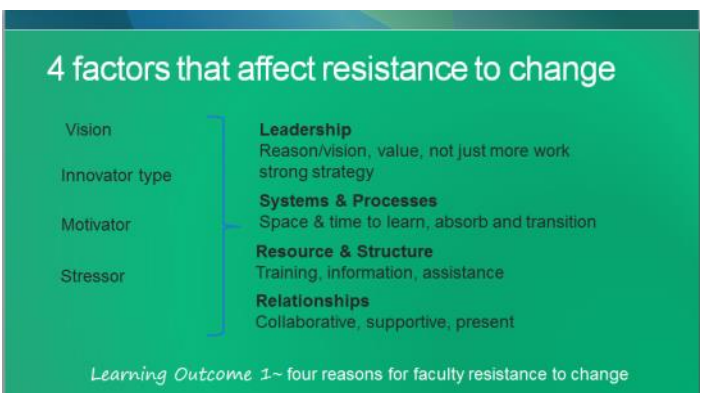 4 factors that affect resistance to change
Vision
Innovator type
Motivator
Stressor
Leadership
Reason/vision, value, not just more work
strong strategy
Systems & Processes
Space & time to learn, absorb and transition
Resource & Structure
Training, information, assistance
Relationships
Collaborative, supportive, present
Learning Outcome 1~ four reasons for faculty resistance to change